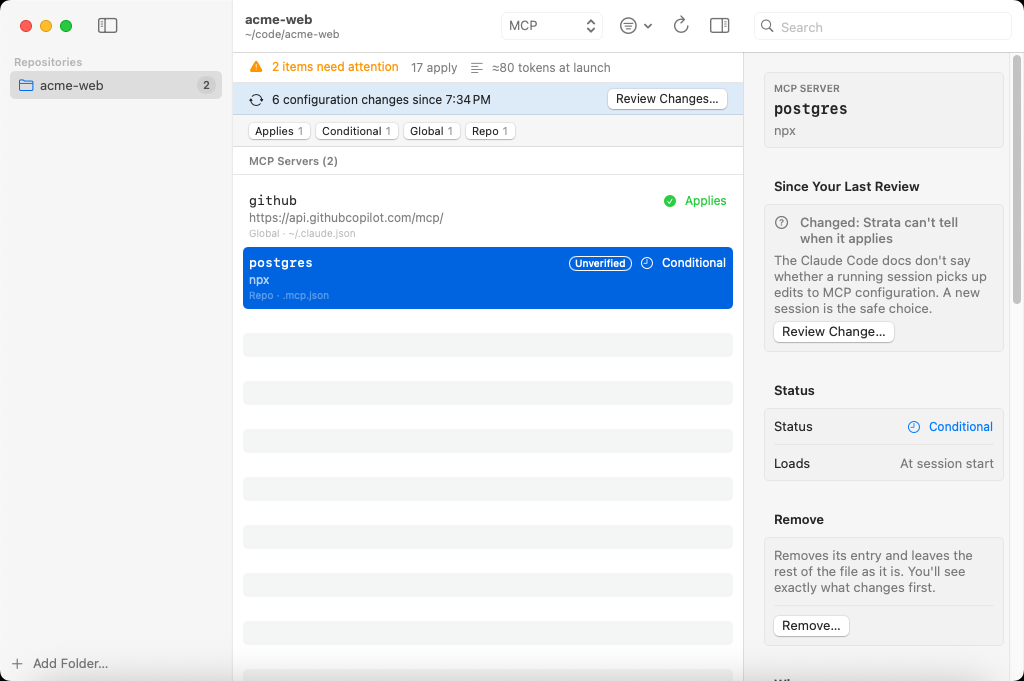 acme-web
~/code/acme-web
MCP
Search
Repositories
acme-web
2
2 items need attention
17 apply
≈80 tokens at launch
6 configuration changes since 7:34 PM
Review Changes...
Applies 1
Conditional 1
Global 1
Repo 1
MCP Servers (2)
github
Applies
https://api.githubcopilot.com/mcp/
Global · ~/.claude.json
postgres
Unverified
Conditional
npx
Repo · .mcp.json
Add Folder...
MCP SERVER
postgres
npx
Since Your Last Review
Changed: Strata can't tell
when it applies
The Claude Code docs don't say
whether a running session picks up
edits to MCP configuration. A new
session is the safe choice.
Review Change...
Status
Status
Conditional
Loads
At session start
Remove
Removes its entry and leaves the
rest of the file as it is. You'll see
exactly what changes first.
Remove...